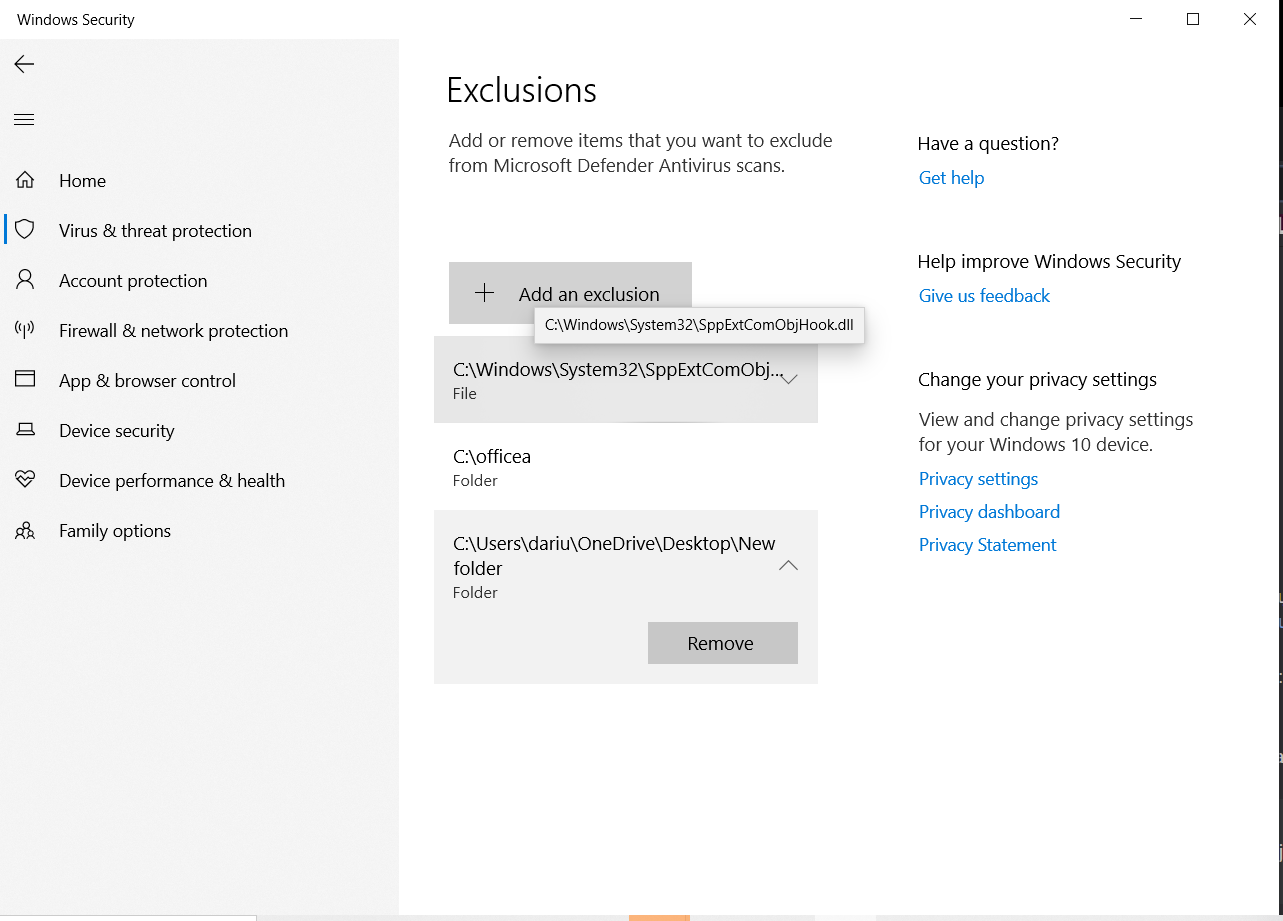 Windows Security
Home
Virus & threat protection
Account protection
Firewall & network protection
App & browser control
Device security
Device performance & health
Family options
Exclusions
Add or remove items that you want to exclude
from Microsoft Defender Antivirus scans.
Add an exclusion
C:\Windows\System32\SppExtComObjHook.dll
C:\Windows\System32\SppExtComObj...
File
C:\officea
Folder
C:\Users\dariu\OneDrive\Desktop\New
folder
Folder
Remove
Have a question?
Get help
Help improve Windows Security
Give us feedback
Change your privacy settings
View and change privacy settings
for your Windows 10 device.
Privacy settings
Privacy dashboard
Privacy Statement